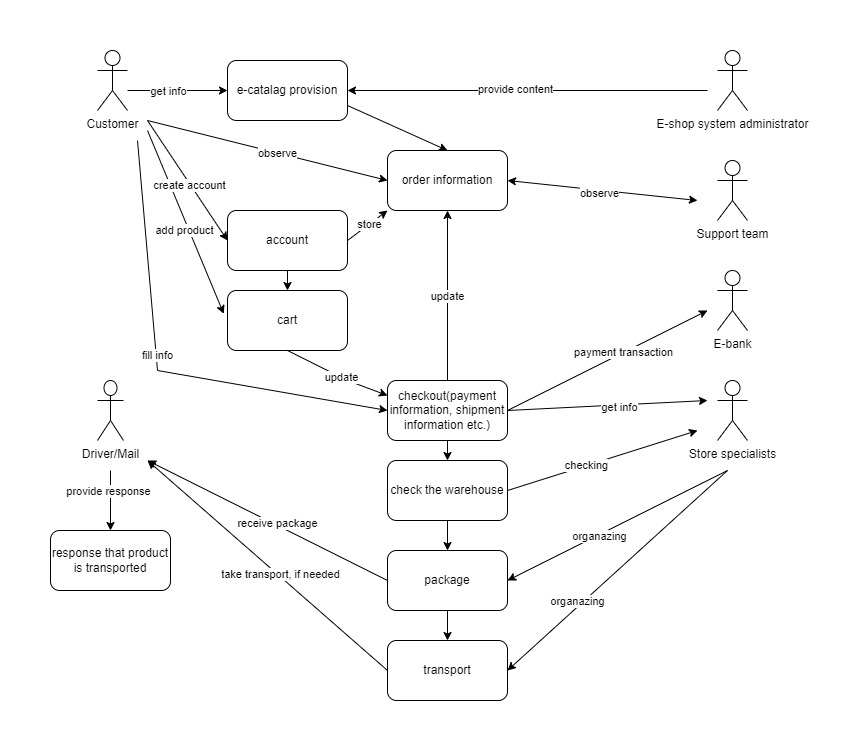 get info
e-catalag provision
provide content
Customer
E-shop system administrator
observe
order information
observe
create account
add product
account
store
Support team
cart
update
fill info
update
payment transaction
E-bank
checkout(payment
information, shipment
information etc.)
get info
Driver/Mail
Store specialists
checking
provide response
check the warehouse
receive package
organazing
response that product
is transported
take transport, if needed
package
organazing
transport